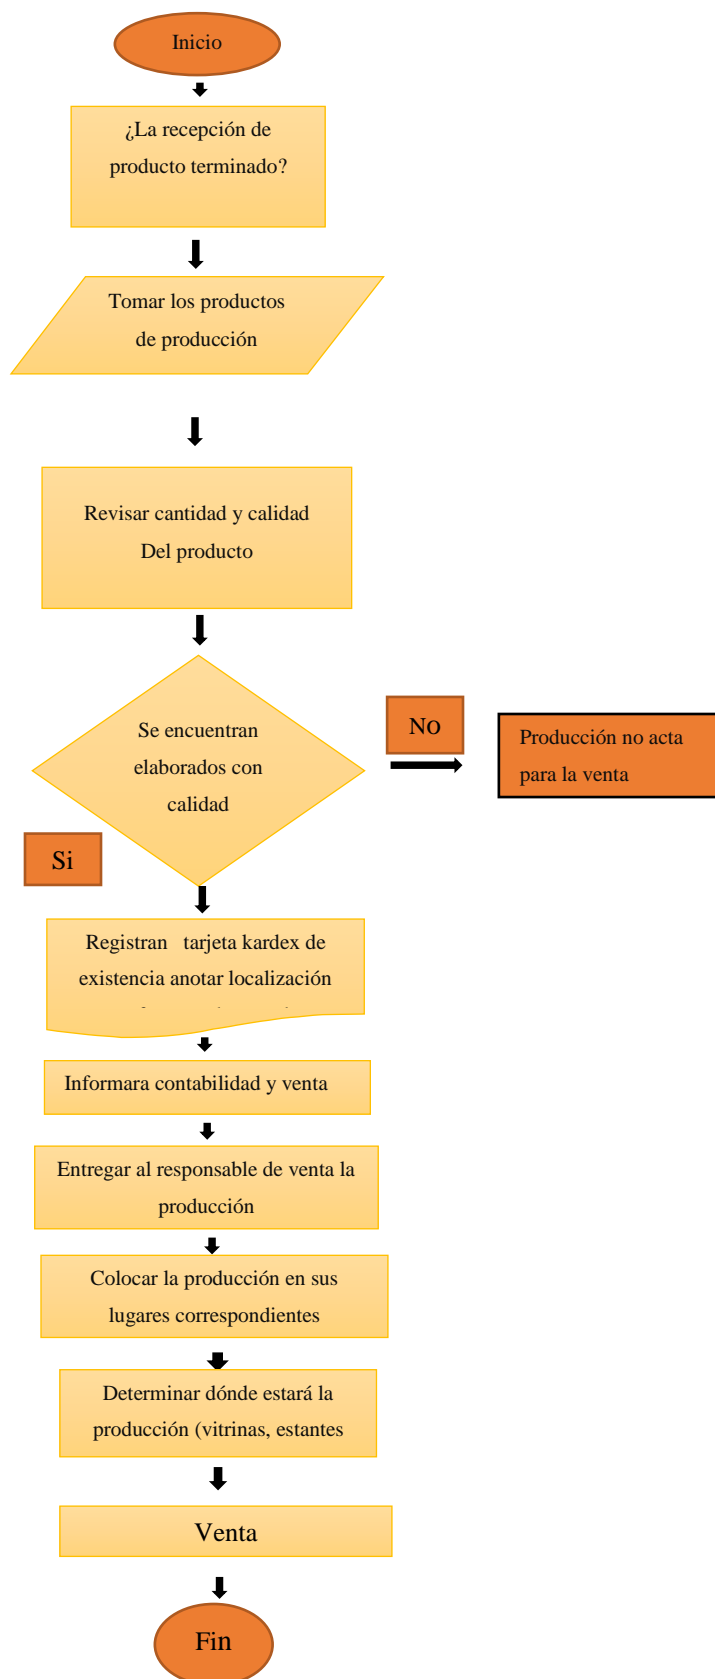 Inicio
¿La recepción de
producto terminado?
Tomar los productos
de producción
Revisar cantidad y calidad
Del producto
Se encuentran
elaborados con
calidad
No
Producción no acta
para la venta
Si
Registran tarjeta kardex de
existencia anotar localización
Informara contabilidad y venta
Entregar al responsable de venta la
producción
Colocar la producción en sus
lugares correspondientes
Determinar dónde estará la
producción (vitrinas, estantes
Venta
Fin